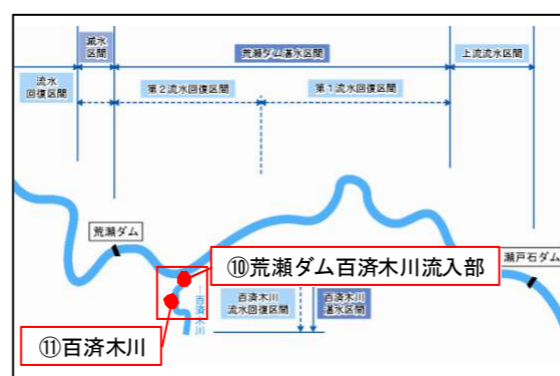 減水
区間
荒瀬ダム湛水区間
上流流水区間
流水
回復区間
第2流水回復区間
第1流水回復区間
荒瀬ダム
⑩荒瀬ダム百済木川流入部
瀬戸石ダム
↑百済木川
百済木川
流水回復区間
百済木川
湛水区間
⑪百済木川